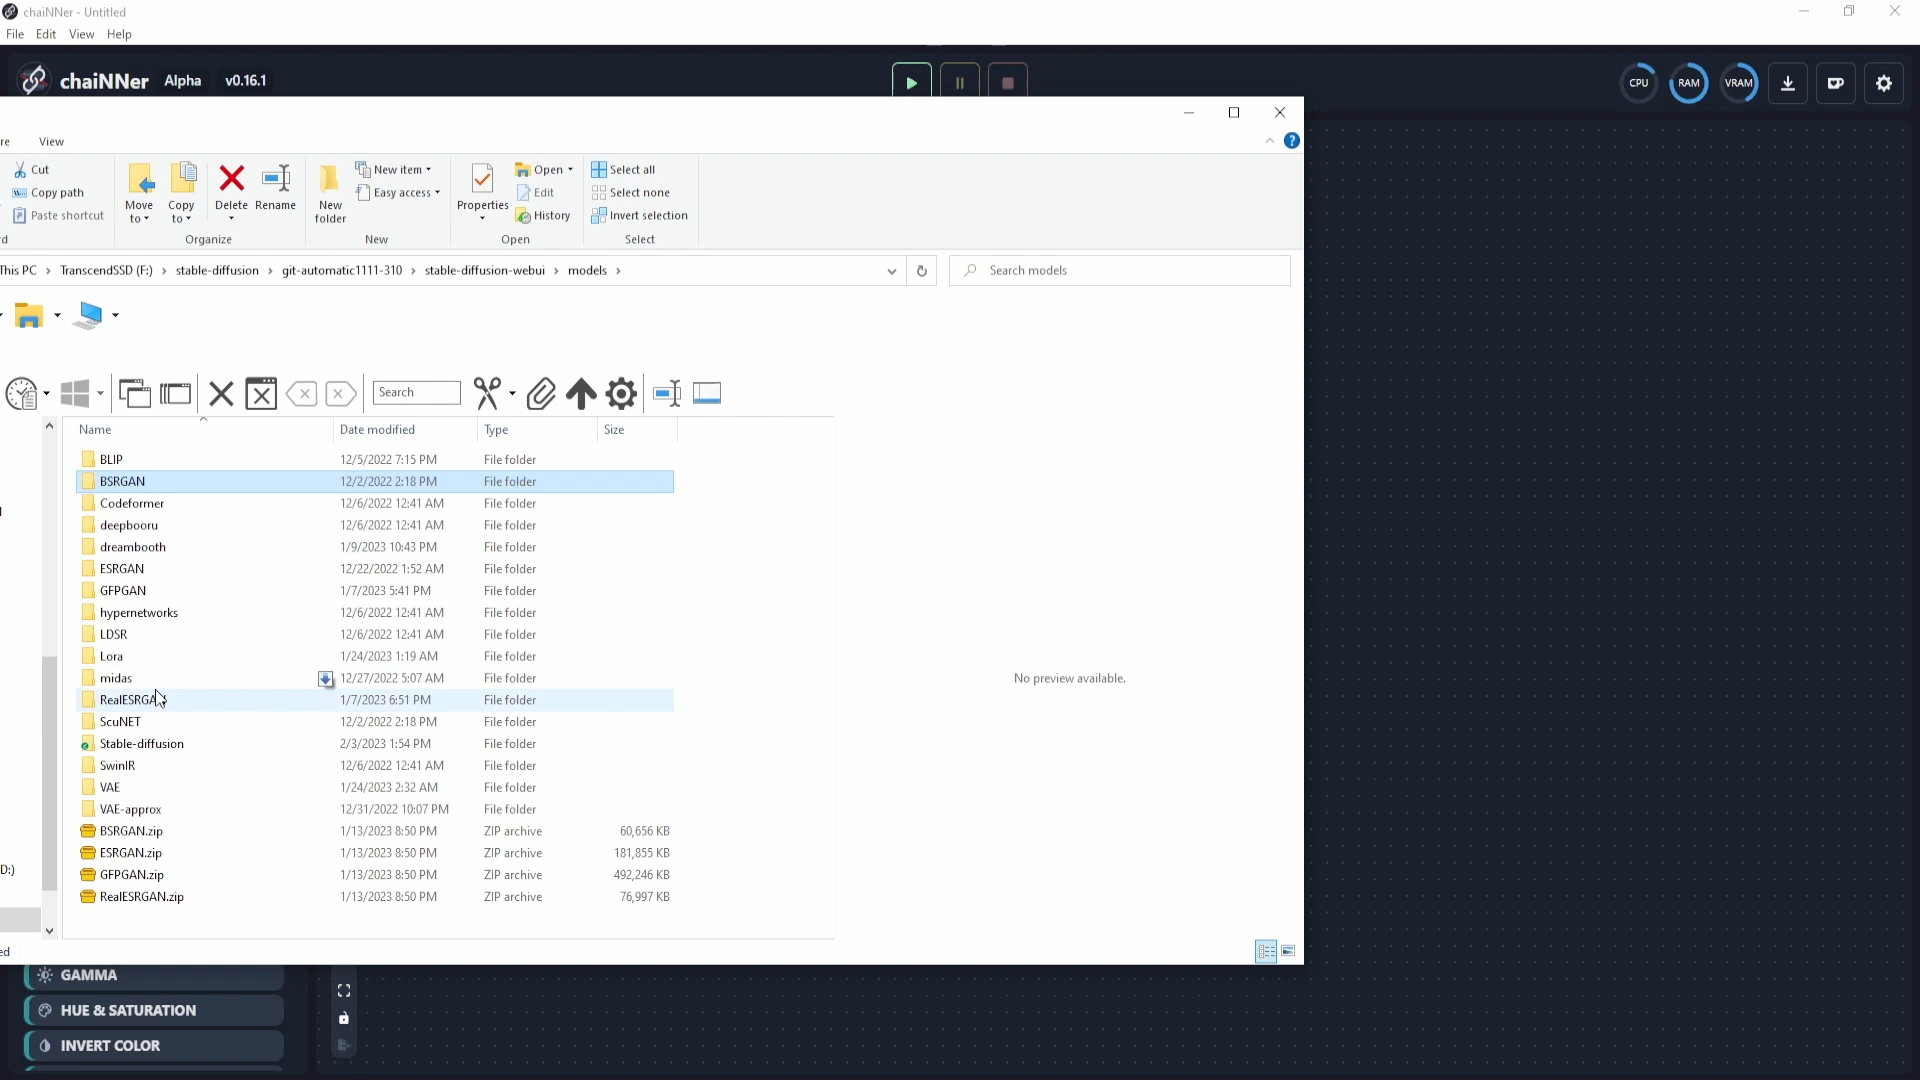 chaiNNer - Untitled
File Edit View Help
chaiNNer Alpha v0.16.1
CPU RAM VRAM
re View
Cut
Copy path
Paste shortcut
Move to
Copy to
Delete
Rename
New folder
New item
Easy access
Properties
Open
Edit
History
Select all
Select none
Invert selection
d Organize New Open Select
This PC › TranscendSSD (F:) › stable-diffusion › git-automatic1111-310 › stable-diffusion-webui › models ›
Search models
Search
Name Date modified Type Size
BLIP 12/5/2022 7:15 PM File folder
BSRGAN 12/2/2022 2:18 PM File folder
Codeformer 12/6/2022 12:41 AM File folder
deepbooru 12/6/2022 12:41 AM File folder
dreambooth 1/9/2023 10:43 PM File folder
ESRGAN 12/22/2022 1:52 AM File folder
GFPGAN 1/7/2023 5:41 PM File folder
hypernetworks 12/6/2022 12:41 AM File folder
LDSR 12/6/2022 12:41 AM File folder
Lora 1/24/2023 1:19 AM File folder
midas 12/27/2022 5:07 AM File folder
RealESRGAN 1/7/2023 6:51 PM File folder
ScuNET 12/2/2022 2:18 PM File folder
Stable-diffusion 2/3/2023 1:54 PM File folder
SwinIR 12/6/2022 12:41 AM File folder
VAE 1/24/2023 2:32 AM File folder
VAE-approx 12/31/2022 10:07 PM File folder
BSRGAN.zip 1/13/2023 8:50 PM ZIP archive 60,656 KB
ESRGAN.zip 1/13/2023 8:50 PM ZIP archive 181,855 KB
GFPGAN.zip 1/13/2023 8:50 PM ZIP archive 492,246 KB
RealESRGAN.zip 1/13/2023 8:50 PM ZIP archive 76,997 KB
No preview available.
D:)
ed
GAMMA
HUE & SATURATION
INVERT COLOR